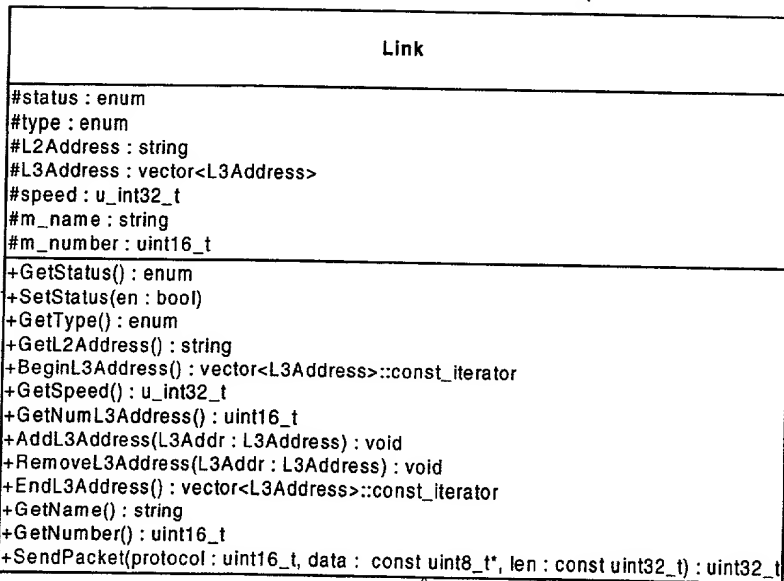 Link
#status : enum
#type : enum
#L2Address : string
#L3Address : vector<L3Address>
#speed : u_int32_t
#m_name : string
#m_number : uint16_t
+GetStatus() : enum
+SetStatus(en : bool)
+GetType() : enum
+GetL2Address() : string
+BeginL3Address() : vector<L3Address>::const_iterator
+GetSpeed() : u_int32_t
+GetNumL3Address() : uint16_t
+AddL3Address(L3Addr : L3Address) : void
+RemoveL3Address(L3Addr : L3Address) : void
+EndL3Address() : vector<L3Address>::const_iterator
+GetName() : string
+GetNumber() : uint16_t
+SendPacket(protocol : uint16_t, data : const uint8_t*, len : const uint32_t) : uint32_t